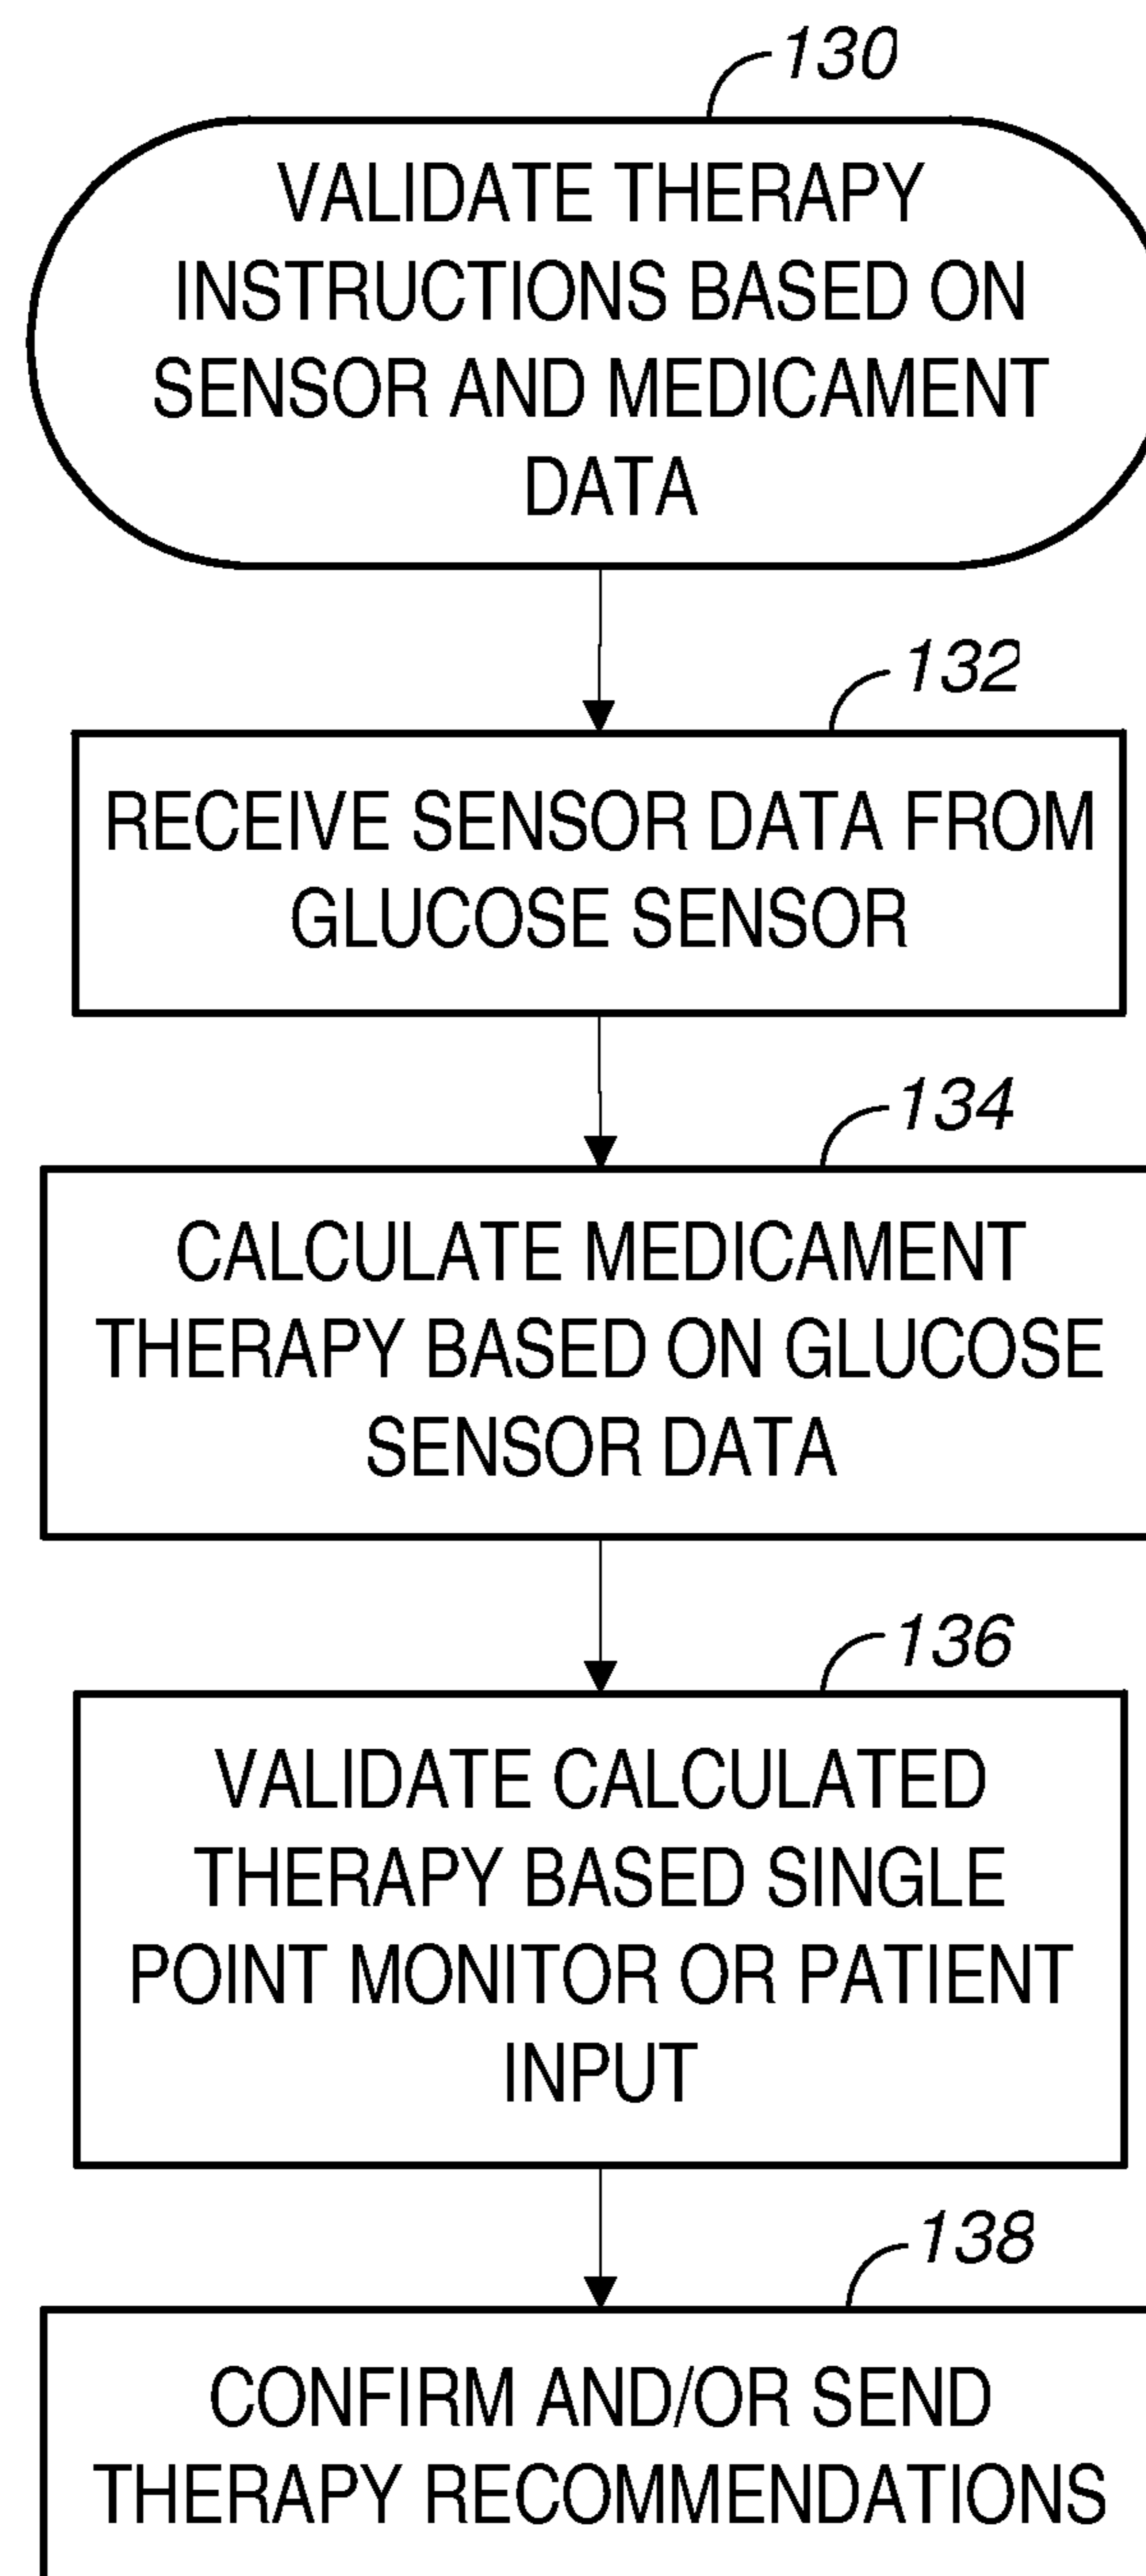 130
VALIDATE THERAPY
INSTRUCTIONS BASED ON
SENSOR AND MEDICAMENT
DATA
132
RECEIVE SENSOR DATA FROM
GLUCOSE SENSOR
134
CALCULATE MEDICAMENT
THERAPY BASED ON GLUCOSE
SENSOR DATA
136
VALIDATE CALCULATED
THERAPY BASED SINGLE
POINT MONITOR OR PATIENT
INPUT
138
CONFIRM AND/OR SEND
THERAPY RECOMMENDATIONS